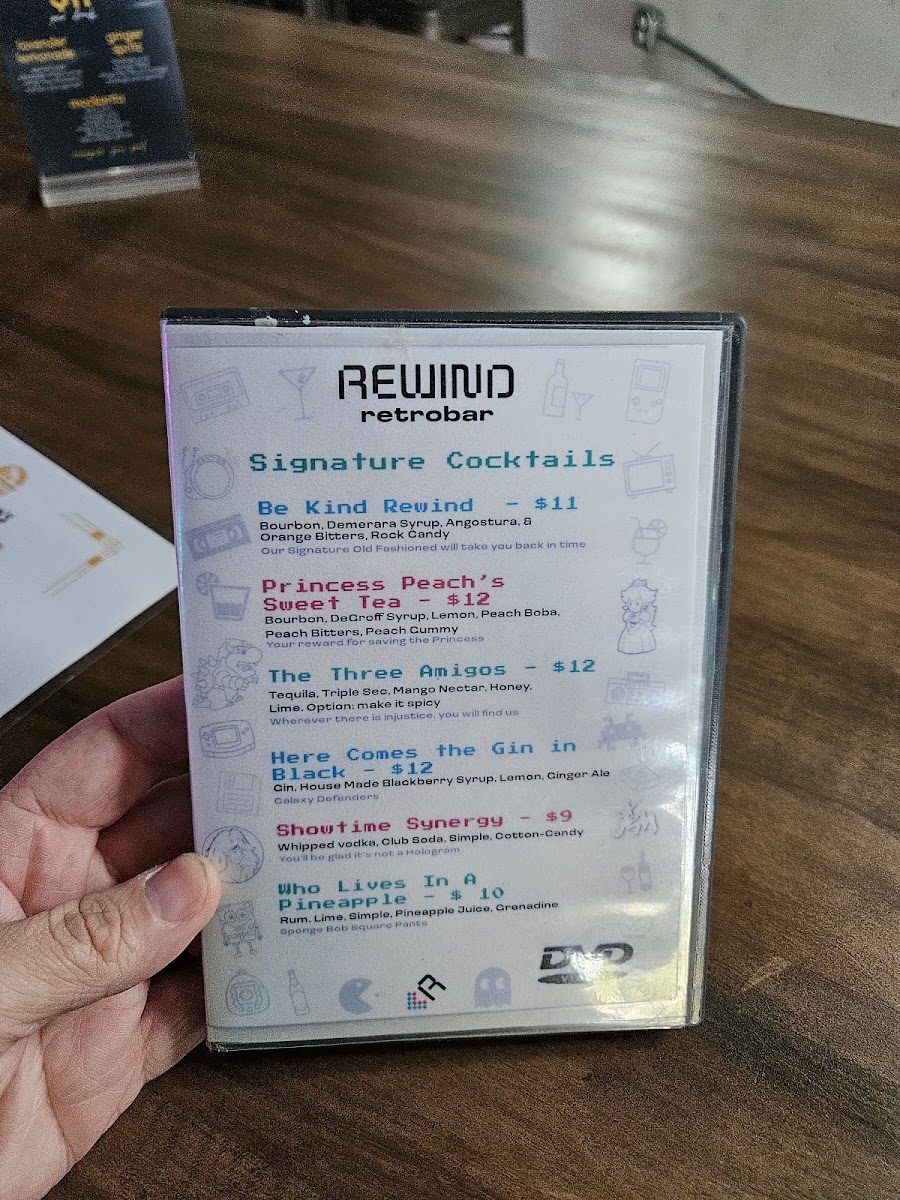 lavender
lemonade
ginger
spritz
REWIND
retrobar
Signature Cocktails
Be Kind Rewind - $11
Bourbon, Demerara Syrup, Angostura, &
Orange Bitters, Rock Candy
Our Signature Old Fashioned will take you back in time
Princess Peach's
Sweet Tea - $12
Bourbon, DeGroff Syrup, Lemon, Peach Boba,
Peach Bitters, Peach Gummy
Your reward for saving the Princess
The Three Amigos - $12
Tequila, Triple Sec, Mango Nectar, Honey,
Lime. Option: make it spicy
Wherever there is injustice, you will find us
Here Comes the Gin in
Black - $12
Gin, House Made Blackberry Syrup, Lemon, Ginger Ale
Galaxy Defenders
Showtime Synergy - $9
Whipped vodka, Club Soda, Simple, Cotton-Candy
You'll be glad it's not a Hologram
Who Lives In A
Pineapple - $ 10
Rum, Lime, Simple, Pineapple Juice, Grenadine
Sponge Bob Square Pants
DVD
R